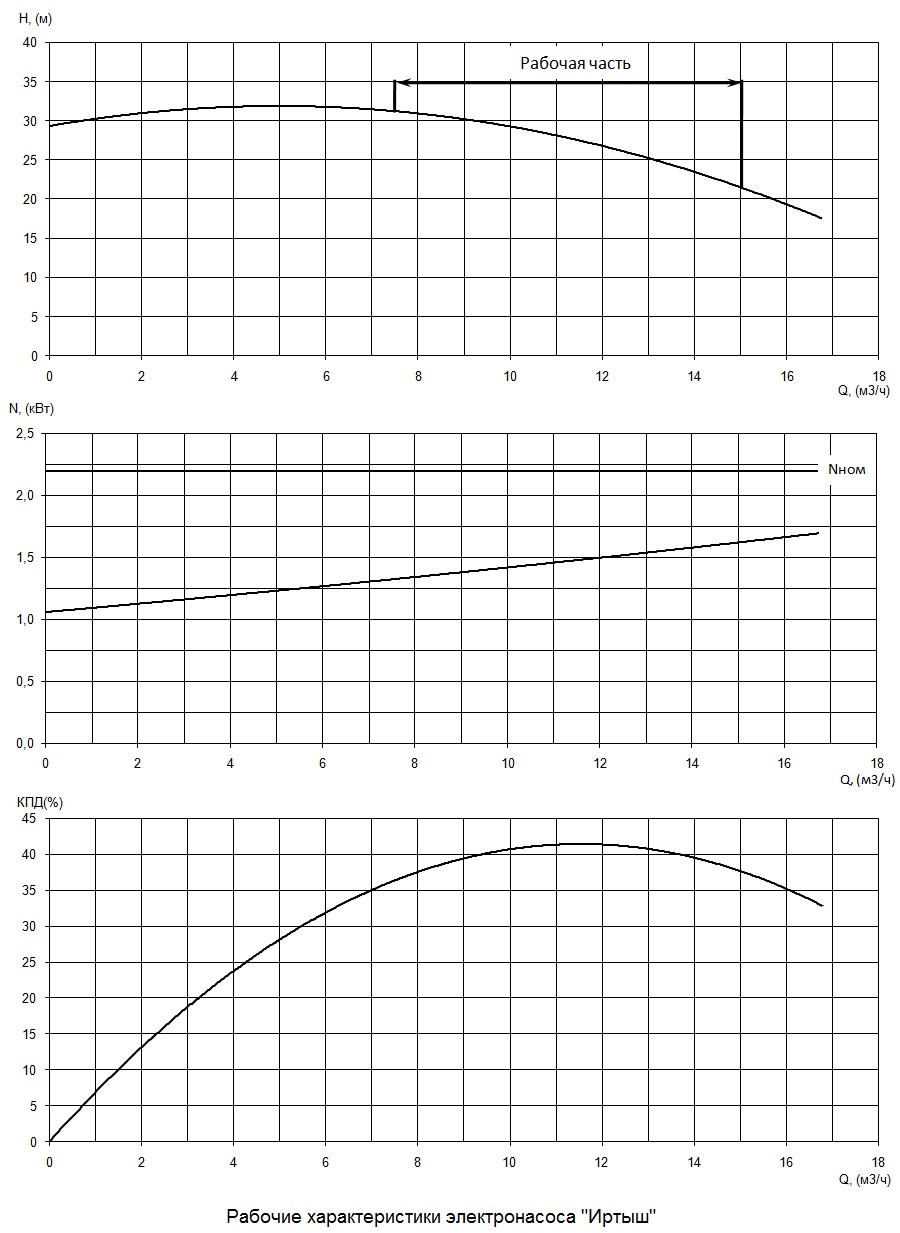 H, (м)
40
Рабочая часть
35
30
25
20
15
10
5
0
0 2 4 6 8 10 12 14 16 18
Q, (м3/ч)
N, (кВт)
2,5
Nном
2,0
1,5
1,0
0,5
0,0
0 2 4 6 8 10 12 14 16 18
Q, (м3/ч)
КПД(%)
45
40
35
30
25
20
15
10
5
0
0 2 4 6 8 10 12 14 16 18
Q, (м3/ч)
Рабочие характеристики электронасоса "Иртыш"